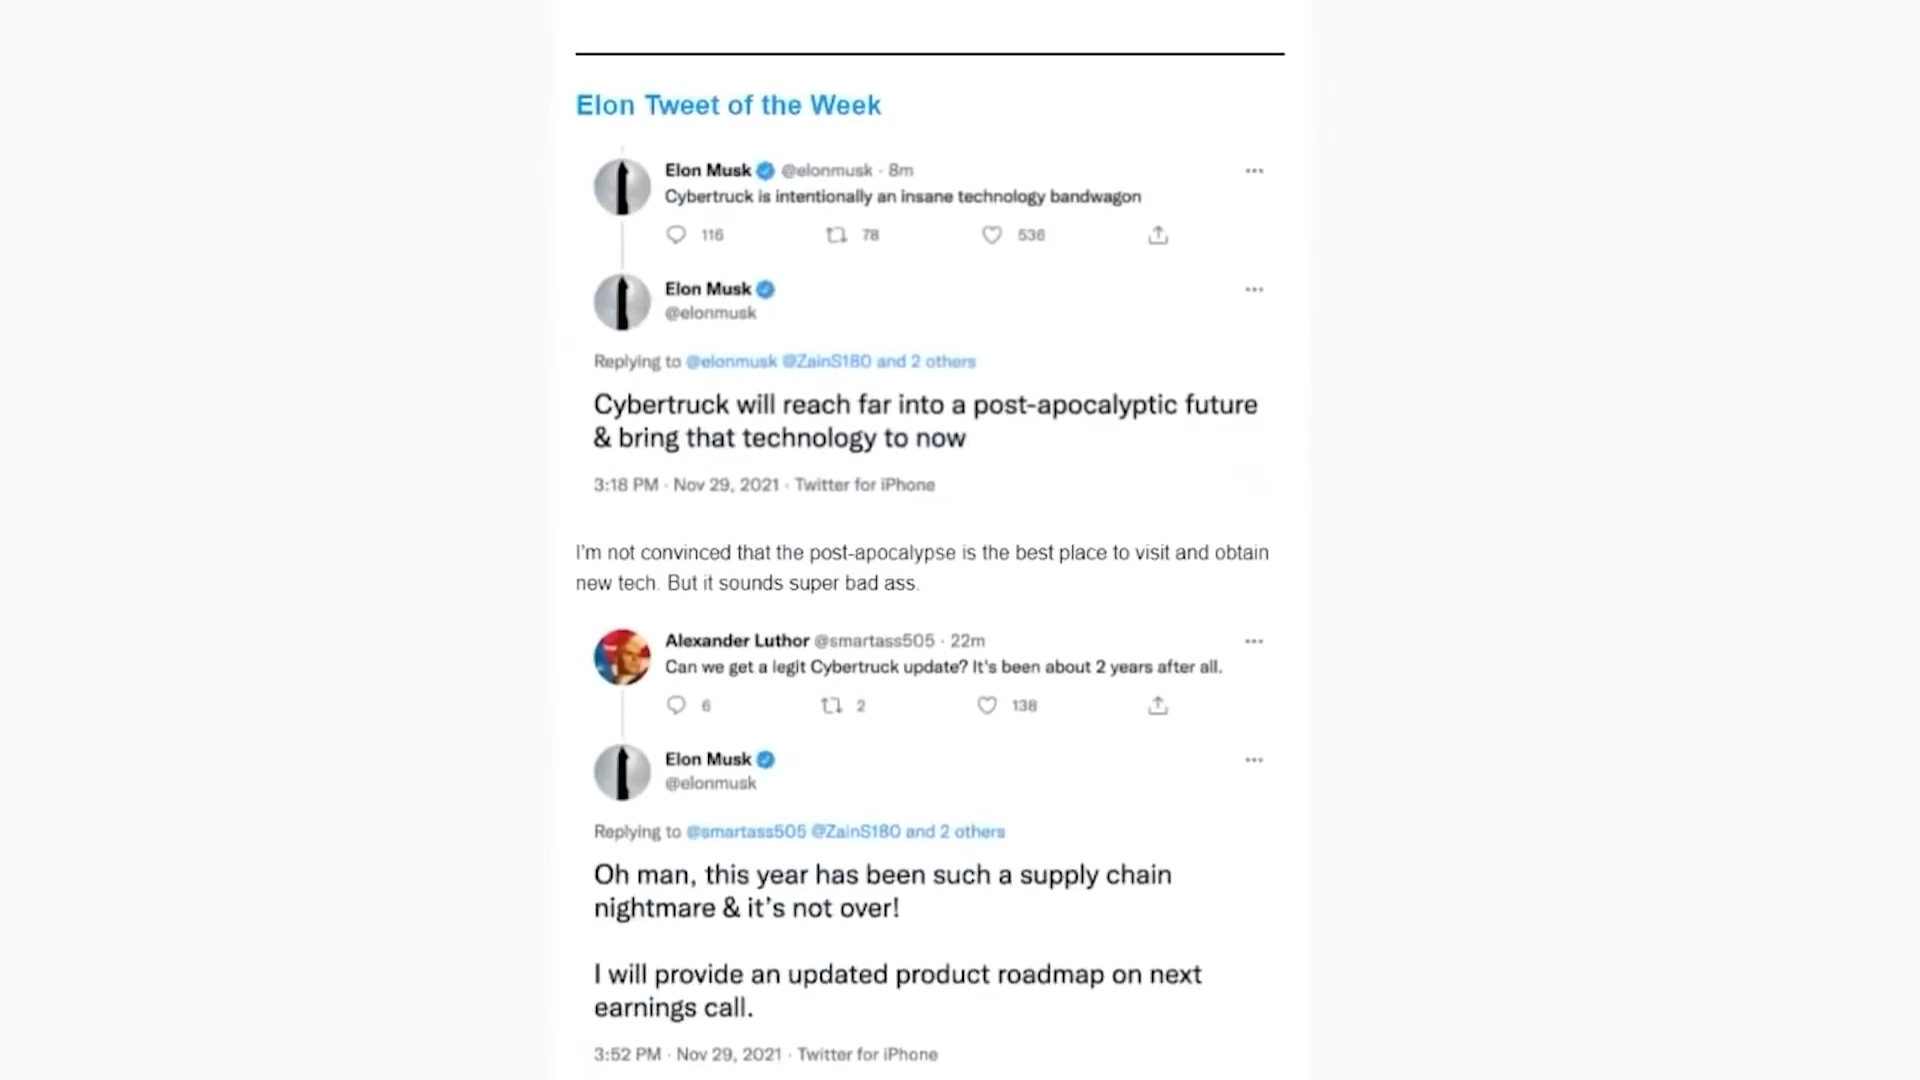 Elon Tweet of the Week
Elon Musk @elonmusk · 8m
Cybertruck is intentionally an insane technology bandwagon
116 78 536
Elon Musk
@elonmusk
Replying to @elonmusk @ZainS180 and 2 others
Cybertruck will reach far into a post-apocalyptic future
& bring that technology to now
3:18 PM · Nov 29, 2021 · Twitter for iPhone
I'm not convinced that the post-apocalypse is the best place to visit and obtain
new tech. But it sounds super bad ass.
Alexander Luthor @smartass505 · 22m
Can we get a legit Cybertruck update? It's been about 2 years after all.
6 2 138
Elon Musk
@elonmusk
Replying to @smartass505 @ZainS180 and 2 others
Oh man, this year has been such a supply chain
nightmare & it's not over!
I will provide an updated product roadmap on next
earnings call.
3:52 PM · Nov 29, 2021 · Twitter for iPhone